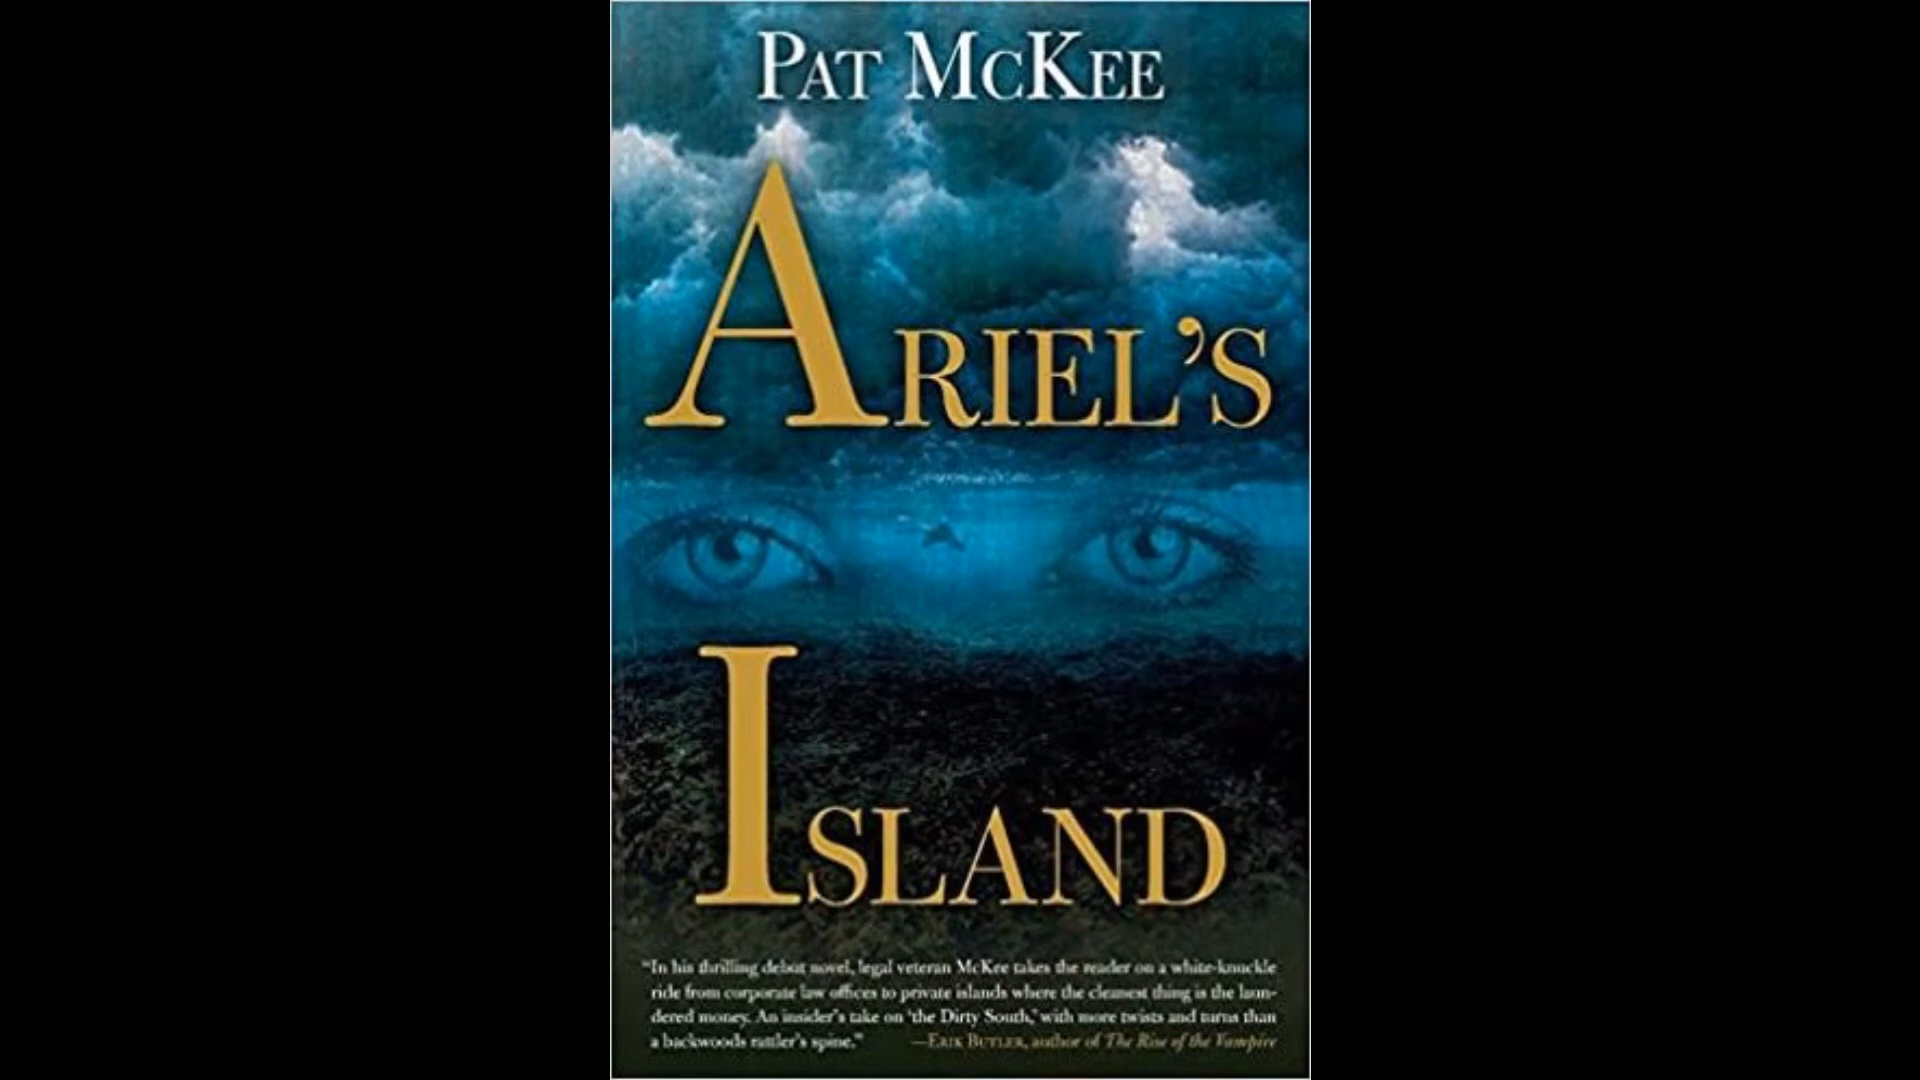 PAT MCKEE
ARIEL'S
ISLAND
"In his thrilling debut novel, legal veteran McKee takes the reader on a white-knuckle
ride from corporate law offices to private islands where the cleanest thing is the laun-
dered money. An insider's take on 'the Dirty South,' with more twists and turns than
a backwoods rattler's spine." —ERIK BUTLER, author of The Rise of the Vampire